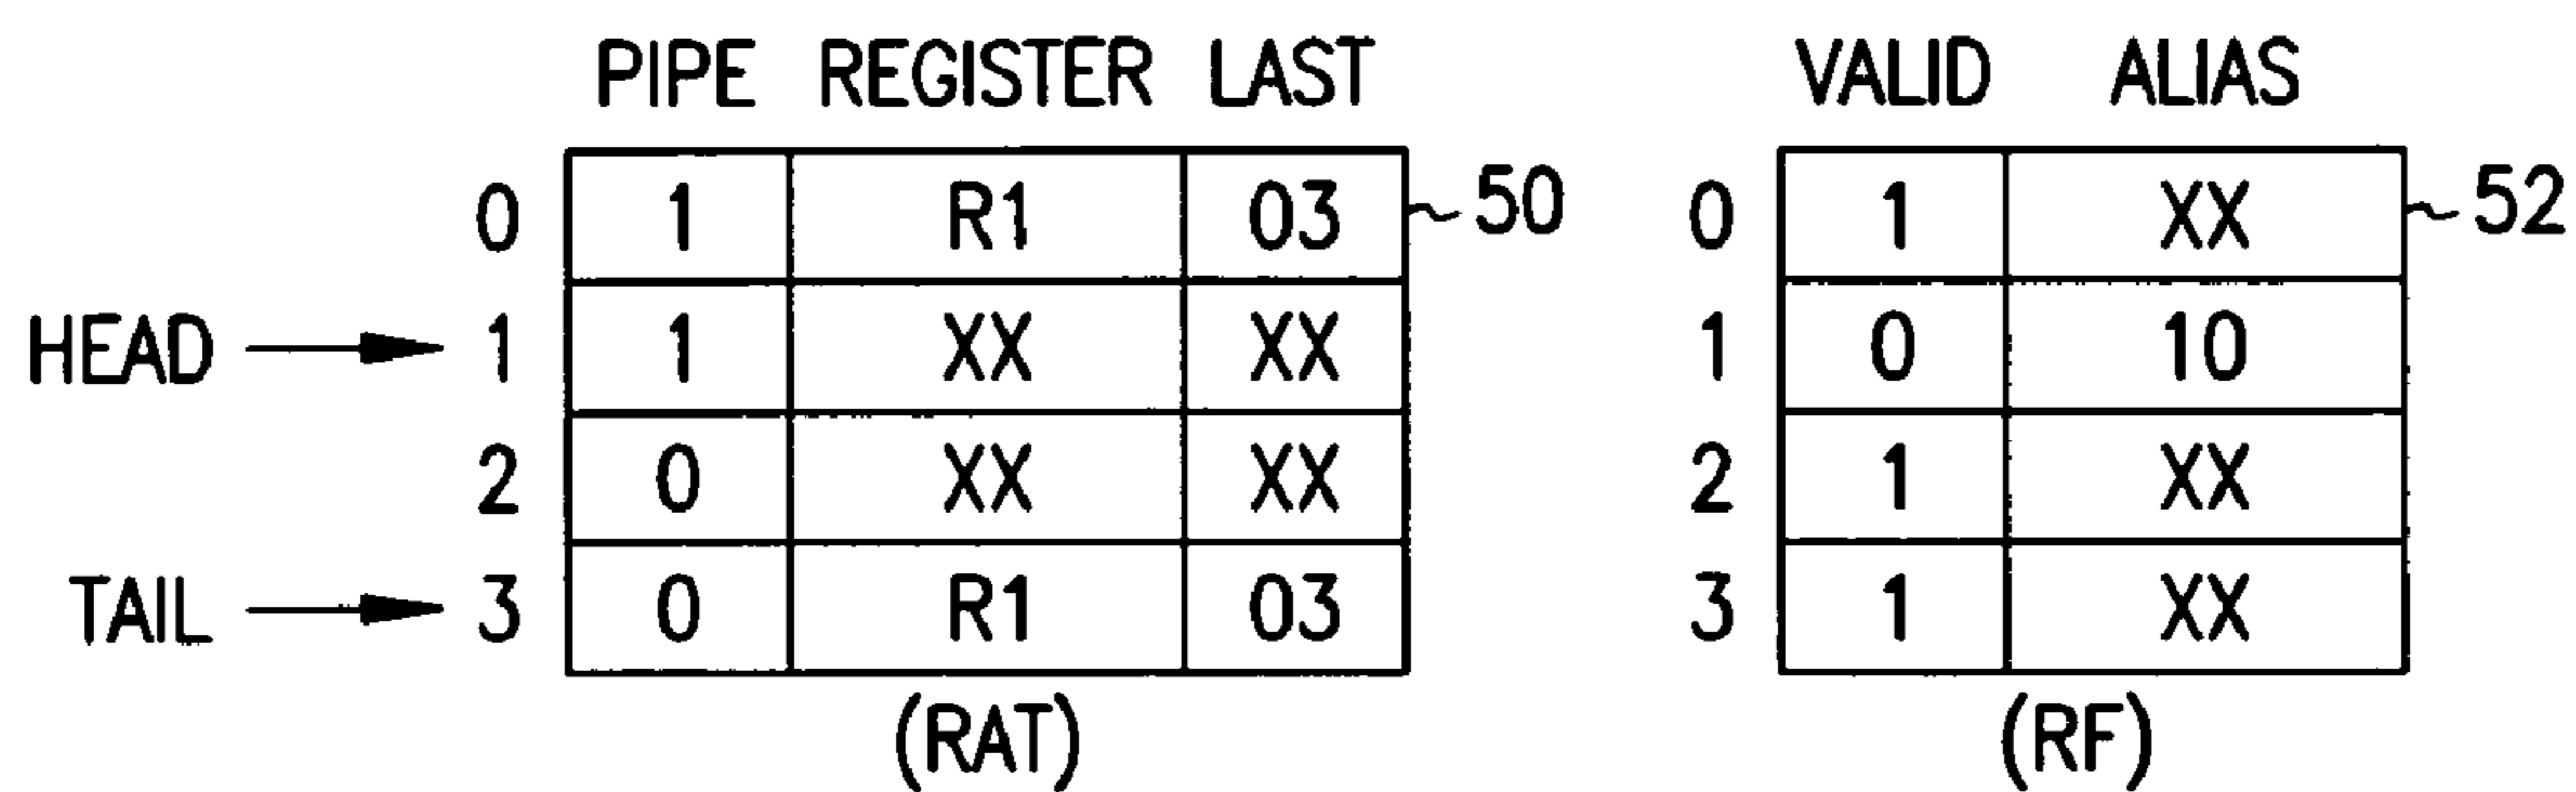 PIPE REGISTER LAST VALID ALIAS
0 1 R1 03 50 0 1 XX 52
HEAD 1 1 XX XX 1 0 10
2 0 XX XX 2 1 XX
TAIL 3 0 R1 03 3 1 XX
(RAT) (RF)